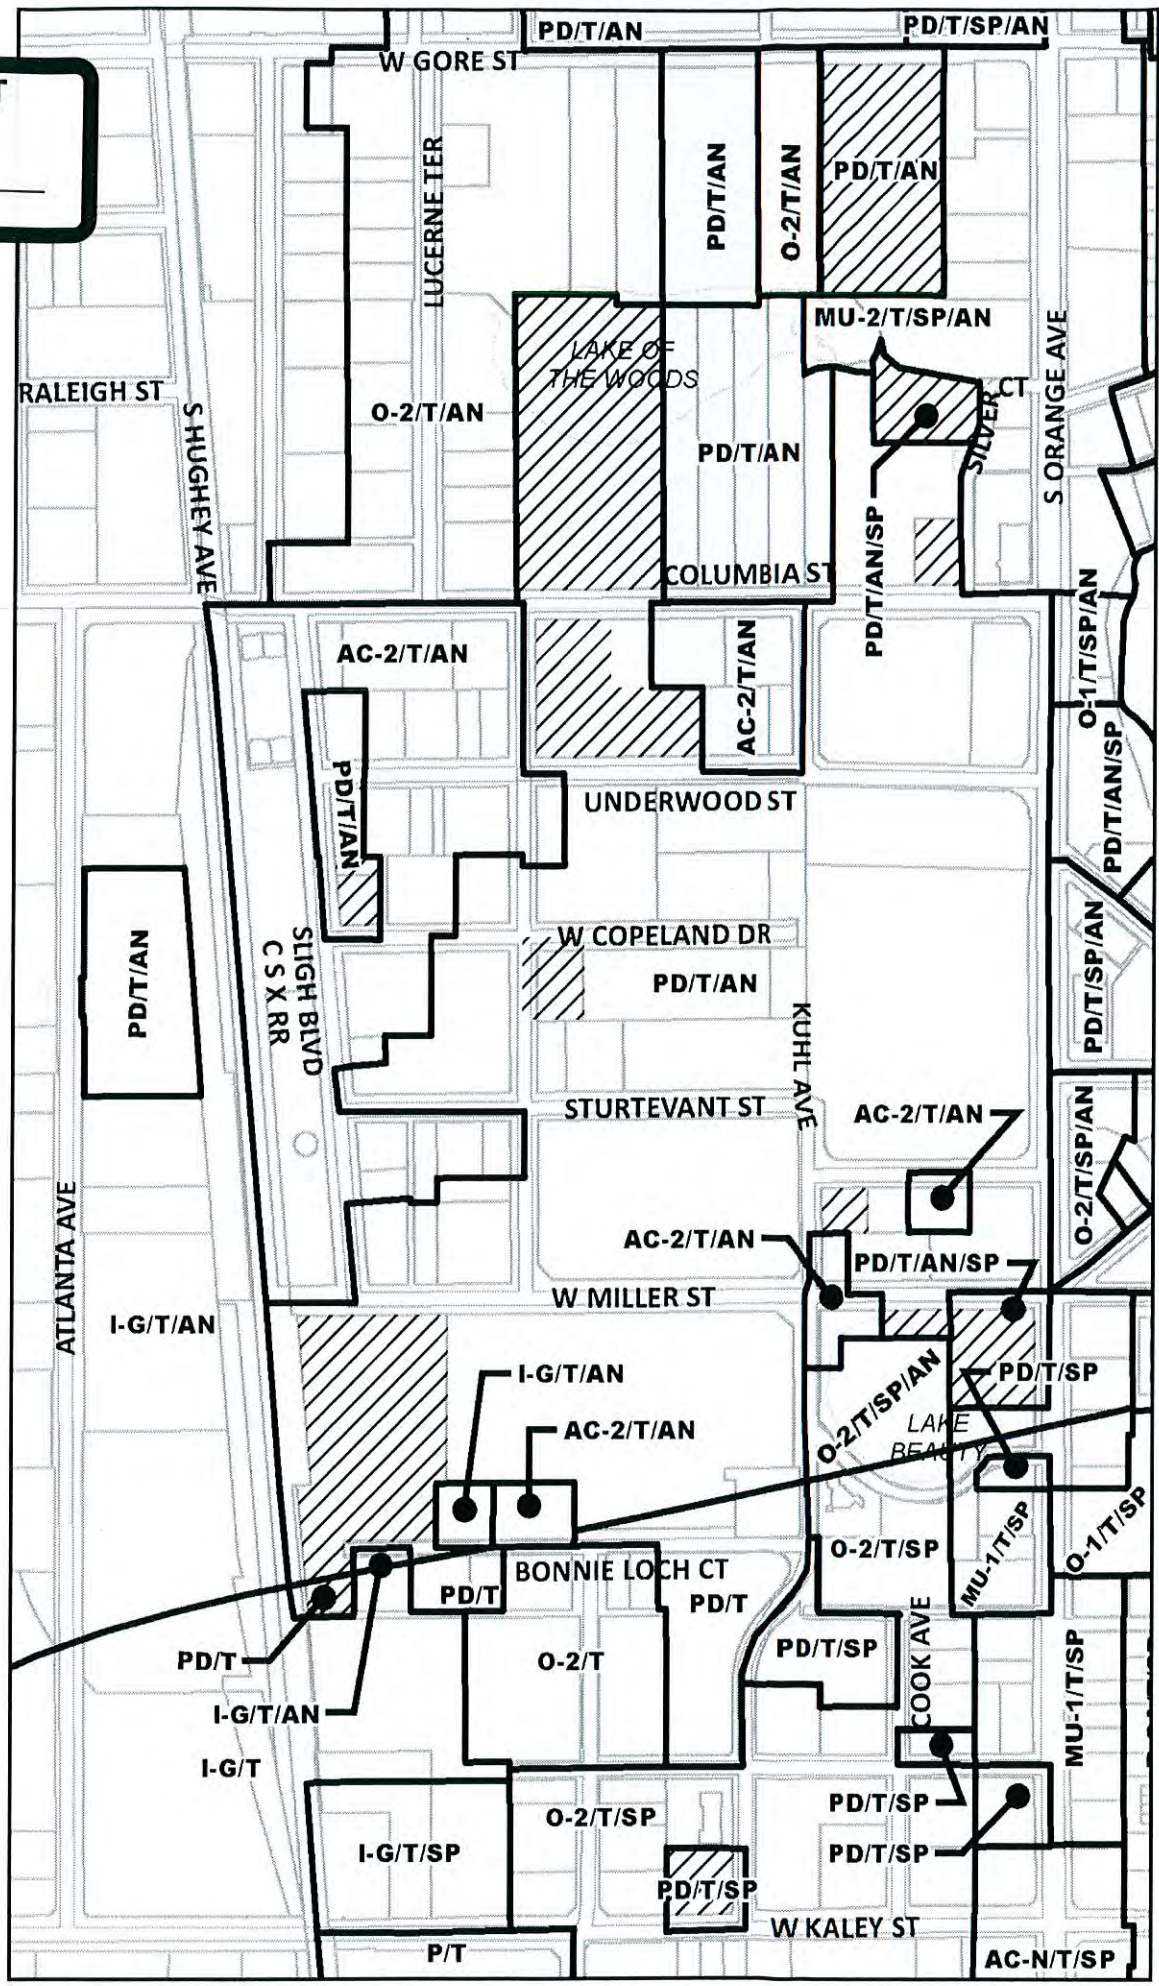 PD/T/AN
PD/T/SP/AN
T
W GORE ST
LUCERNE TER
PD/T/AN
O-2/T/AN
PD/T/AN
MU-2/T/SP/AN
LAKE OF
THE WOODS
RALEIGH ST
S HUGHEY AVE
O-2/T/AN
PD/T/AN
SILVER CT
S ORANGE AVE
PD/T/AN/SP
COLUMBIA ST
AC-2/T/AN
AC-2/T/AN
O-1/T/SP/AN
PD/T/AN
UNDERWOOD ST
PD/T/AN/SP
PD/T/AN
SLIGH BLVD
C S X RR
W COPELAND DR
PD/T/AN
PD/T/SP/AN
KUHL AVE
STURTEVANT ST
AC-2/T/AN
O-2/T/SP/AN
ATLANTA AVE
AC-2/T/AN
PD/T/AN/SP
W MILLER ST
I-G/T/AN
I-G/T/AN
PD/T/SP
O-2/T/SP/AN
AC-2/T/AN
LAKE
BEAUTY
O-2/T/SP
MU-1/T/SP
O-1/T/SP
BONNIE LOCH CT
PD/T
PD/T
PD/T
O-2/T
PD/T/SP
COOK AVE
MU-1/T/SP
I-G/T/AN
I-G/T
PD/T/SP
O-2/T/SP
I-G/T/SP
PD/T/SP
PD/T/SP
W KALEY ST
P/T
AC-N/T/SP